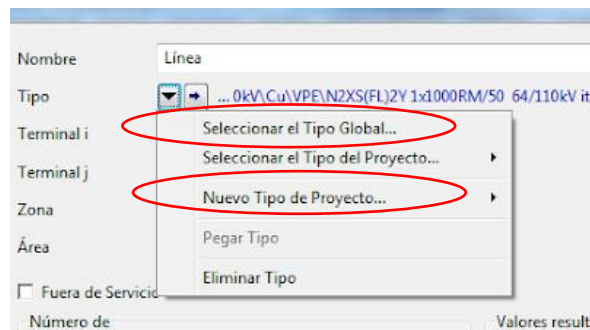 Nombre Línea
Tipo ... 0kV\Cu\VPE\N2XS(FL)2Y 1x1000RM/50 64/110kV it
Terminal i
Seleccionar el Tipo Global...
Seleccionar el Tipo del Proyecto...
Terminal j
Nuevo Tipo de Proyecto...
Zona
Pegar Tipo
Área
Eliminar Tipo
Fuera de Servicio
Número de Valores result